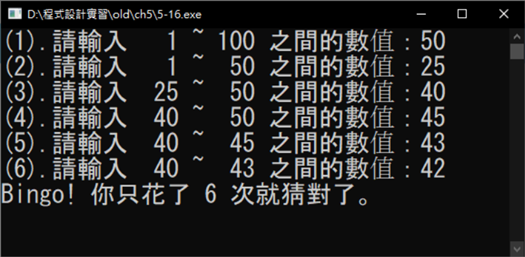 D:\程式設計實習\old\ch5\5-16.exe
(1).請輸入   1 ~ 100 之間的數值：50
(2).請輸入   1 ~  50 之間的數值：25
(3).請輸入  25 ~  50 之間的數值：40
(4).請輸入  40 ~  50 之間的數值：45
(5).請輸入  40 ~  45 之間的數值：43
(6).請輸入  40 ~  43 之間的數值：42
Bingo! 你只花了 6 次就猜對了。